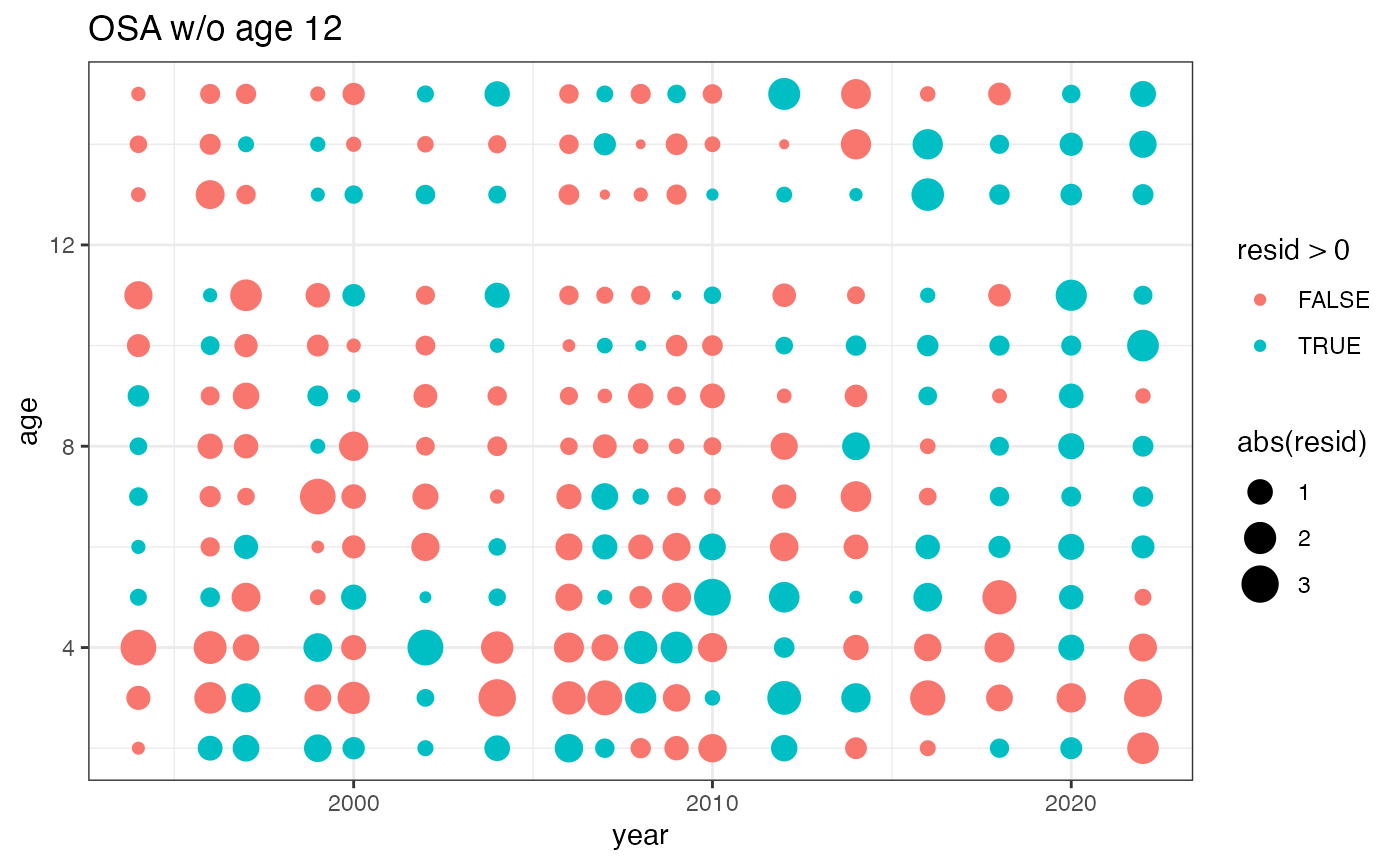 OSA w/o age 12
12
8
4
age
2000
2010
2020
year
resid > 0
FALSE
TRUE
abs(resid)
1
2
3